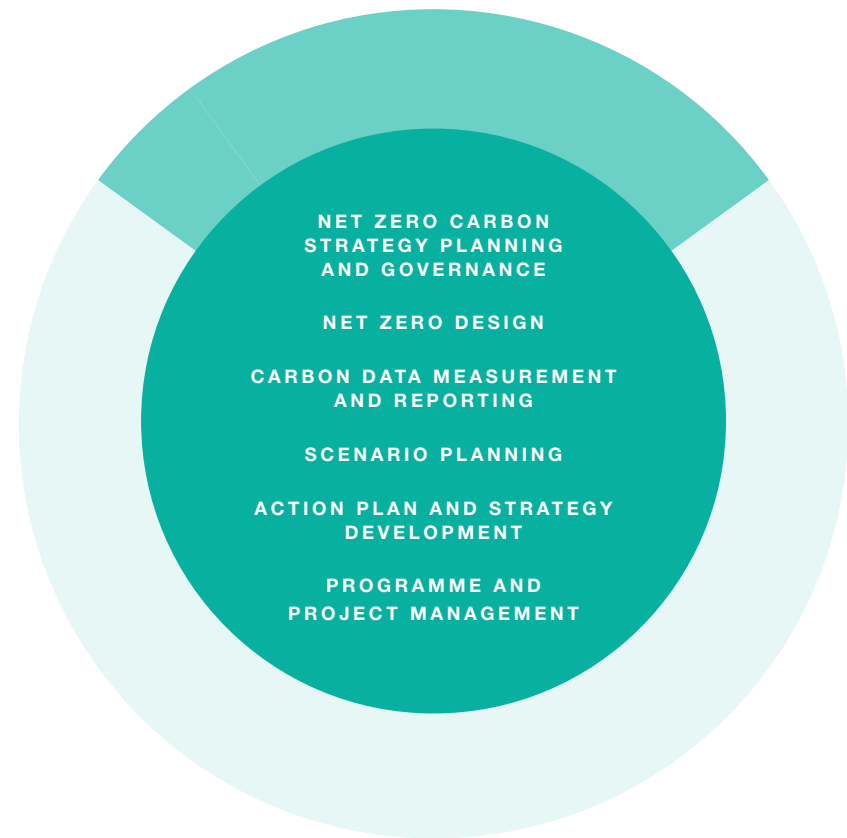 NET ZERO CARBON
STRATEGY PLANNING
AND GOVERNANCE
NET ZERO DESIGN
CARBON DATA MEASUREMENT
AND REPORTING
SCENARIO PLANNING
ACTION PLAN AND STRATEGY
DEVELOPMENT
PROGRAMME AND
PROJECT MANAGEMENT